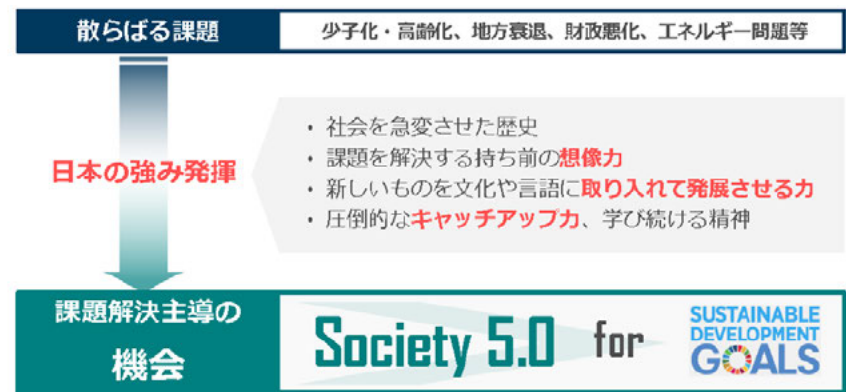 散らばる課題
少子化・高齢化、地方衰退、財政悪化、エネルギー問題等
日本の強み発揮
・ 社会を急変させた歴史
・ 課題を解決する持ち前の想像力
・ 新しいものを文化や言語に取り入れて発展させる力
・ 圧倒的なキャッチアップ力、学び続ける精神
課題解決主導の
機会
Society 5.0 for
SUSTAINABLE
DEVELOPMENT
GOALS